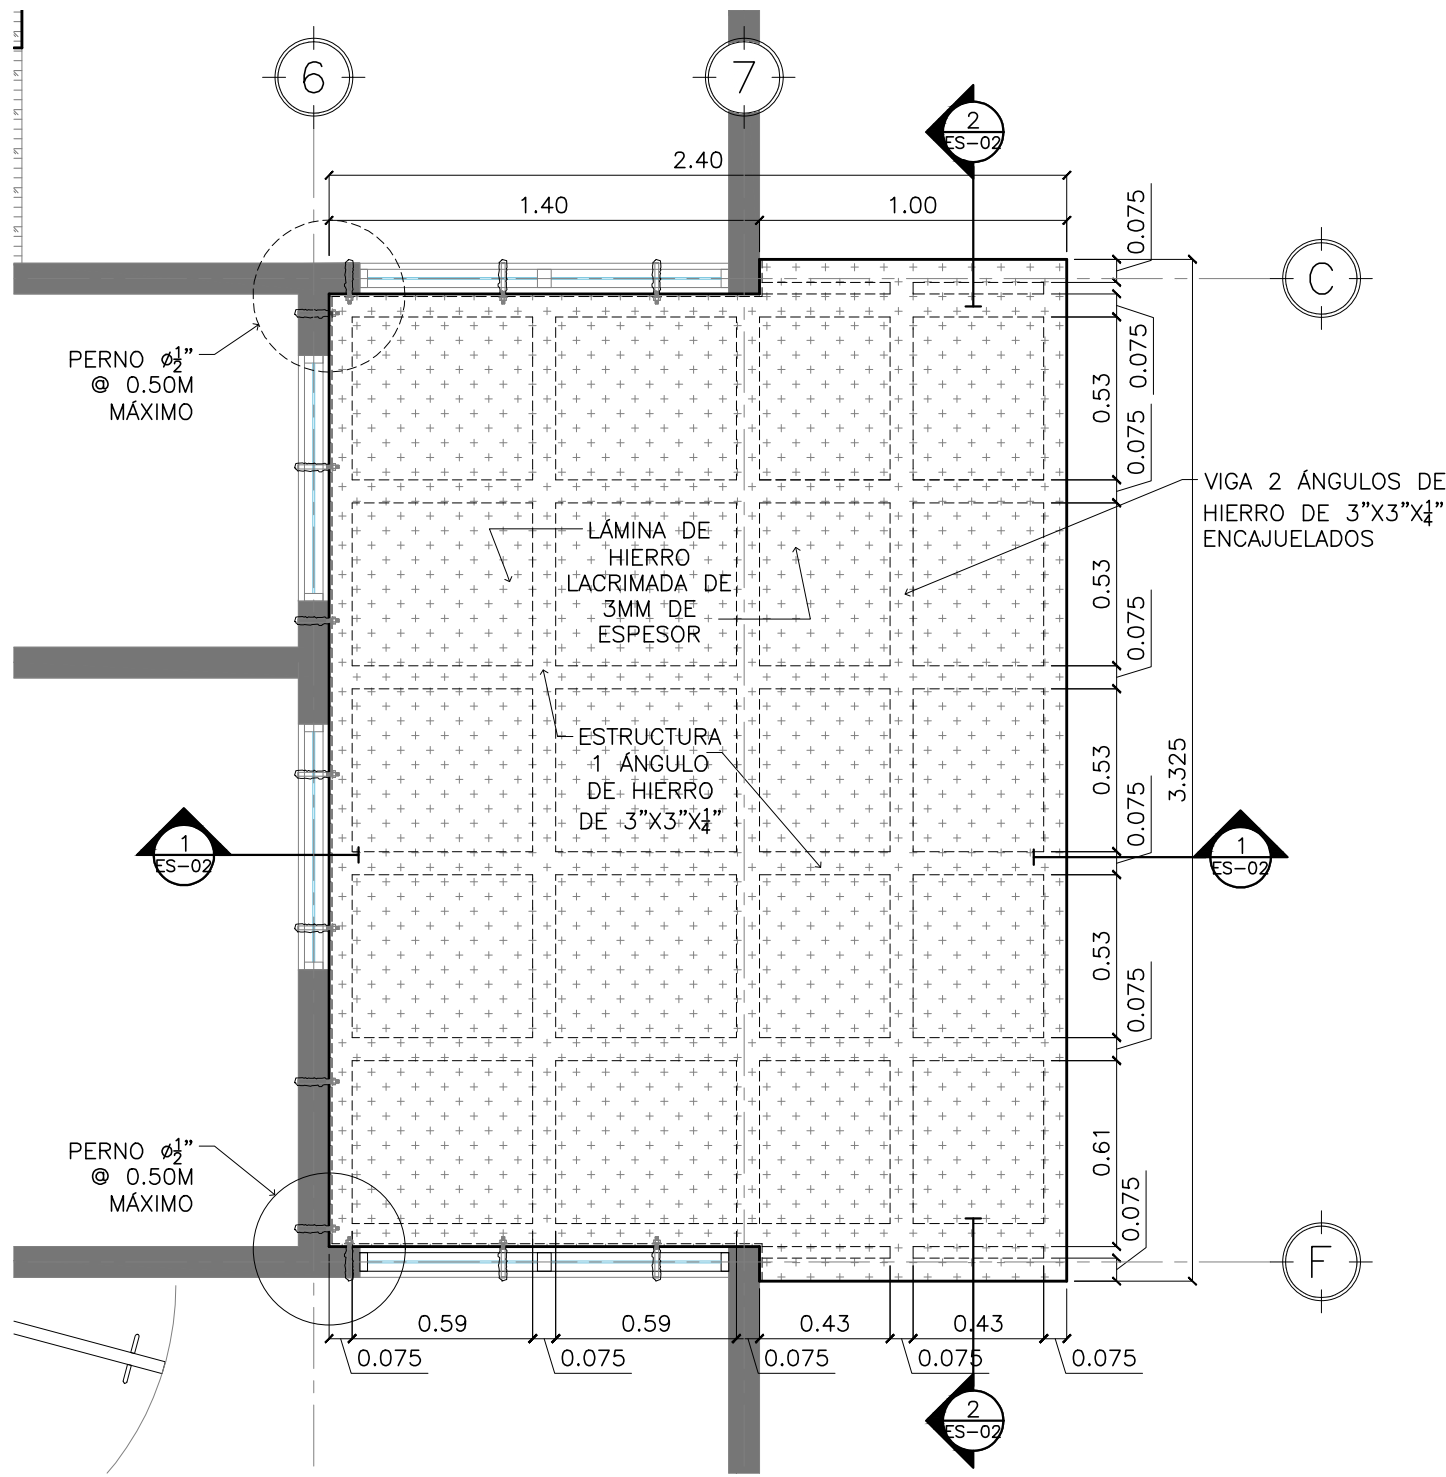 6
7
2
ES-02
2.40
1.40
1.00
0.075
C
PERNO ø½"
@ 0.50M
MÁXIMO
0.075
0.53
0.075
VIGA 2 ÁNGULOS DE
HIERRO DE 3"X3"X¼"
ENCAJUELADOS
LÁMINA DE
HIERRO
LACRIMADA DE
3MM DE
ESPESOR
0.53
0.075
ESTRUCTURA
1 ÁNGULO
DE HIERRO
DE 3"X3"X¼"
0.53
3.325
0.075
1
ES-02
1
ES-02
0.53
0.075
PERNO ø½"
@ 0.50M
MÁXIMO
0.61
0.075
F
0.59
0.59
0.43
0.43
0.075
0.075
0.075
0.075
0.075
2
ES-02